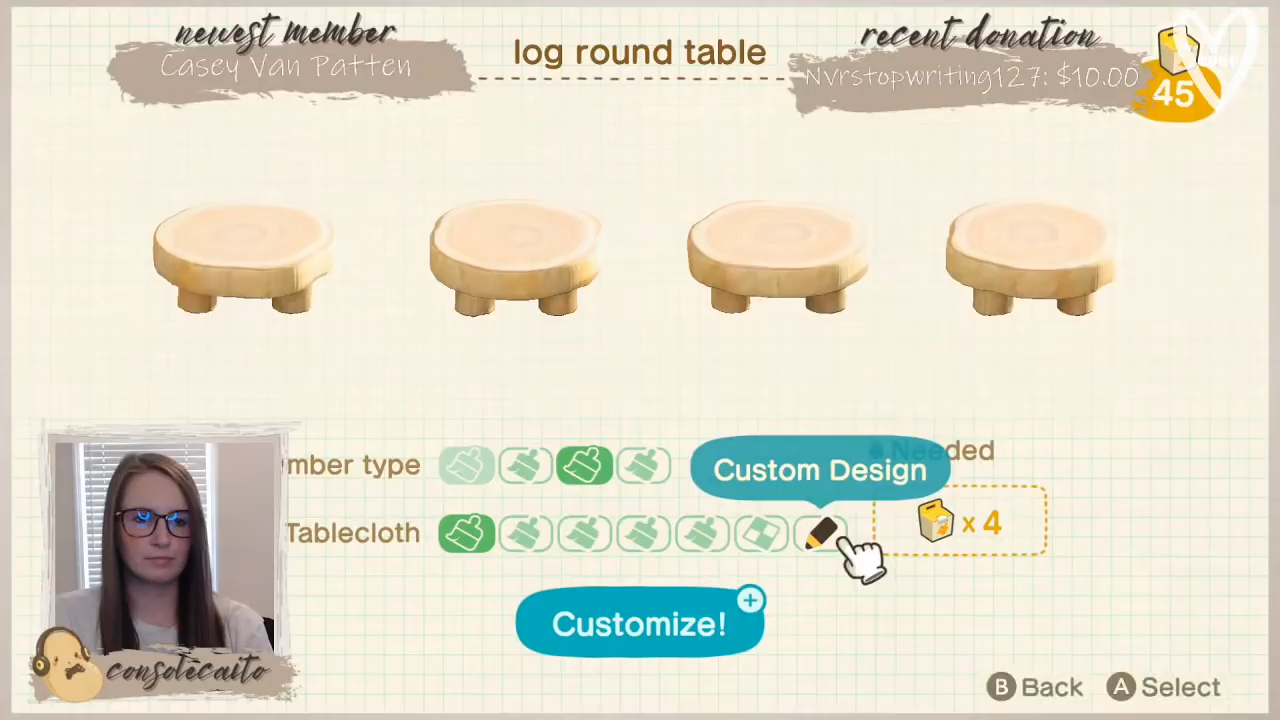 newest member
Casey Van Patten
log round table
recent donation
Nvrstopwriting127: $10.00
45
mber type
Custom Design
Needed
Tablecloth
x 4
Customize!
consolecaito
B Back
A Select